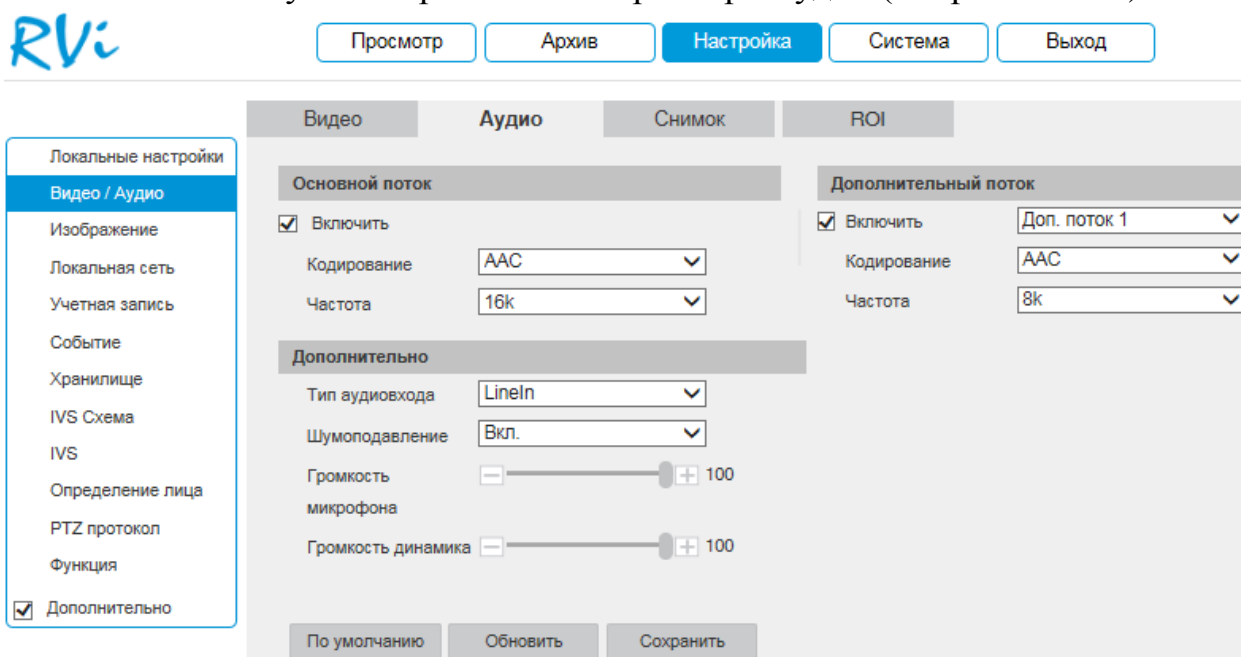 RVi
Просмотр
Архив
Настройка
Система
Выход
Видео
Аудио
Снимок
ROI
Локальные настройки
Видео / Аудио
Изображение
Локальная сеть
Учетная запись
Событие
Хранилище
IVS Схема
IVS
Определение лица
PTZ протокол
Функция
Дополнительно
Основной поток
Включить
Кодирование AAC
Частота 16k
Дополнительно
Тип аудиовхода LineIn
Шумоподавление Вкл.
Громкость микрофона 100
Громкость динамика 100
Дополнительный поток
Включить Доп. поток 1
Кодирование AAC
Частота 8k
По умолчанию
Обновить
Сохранить